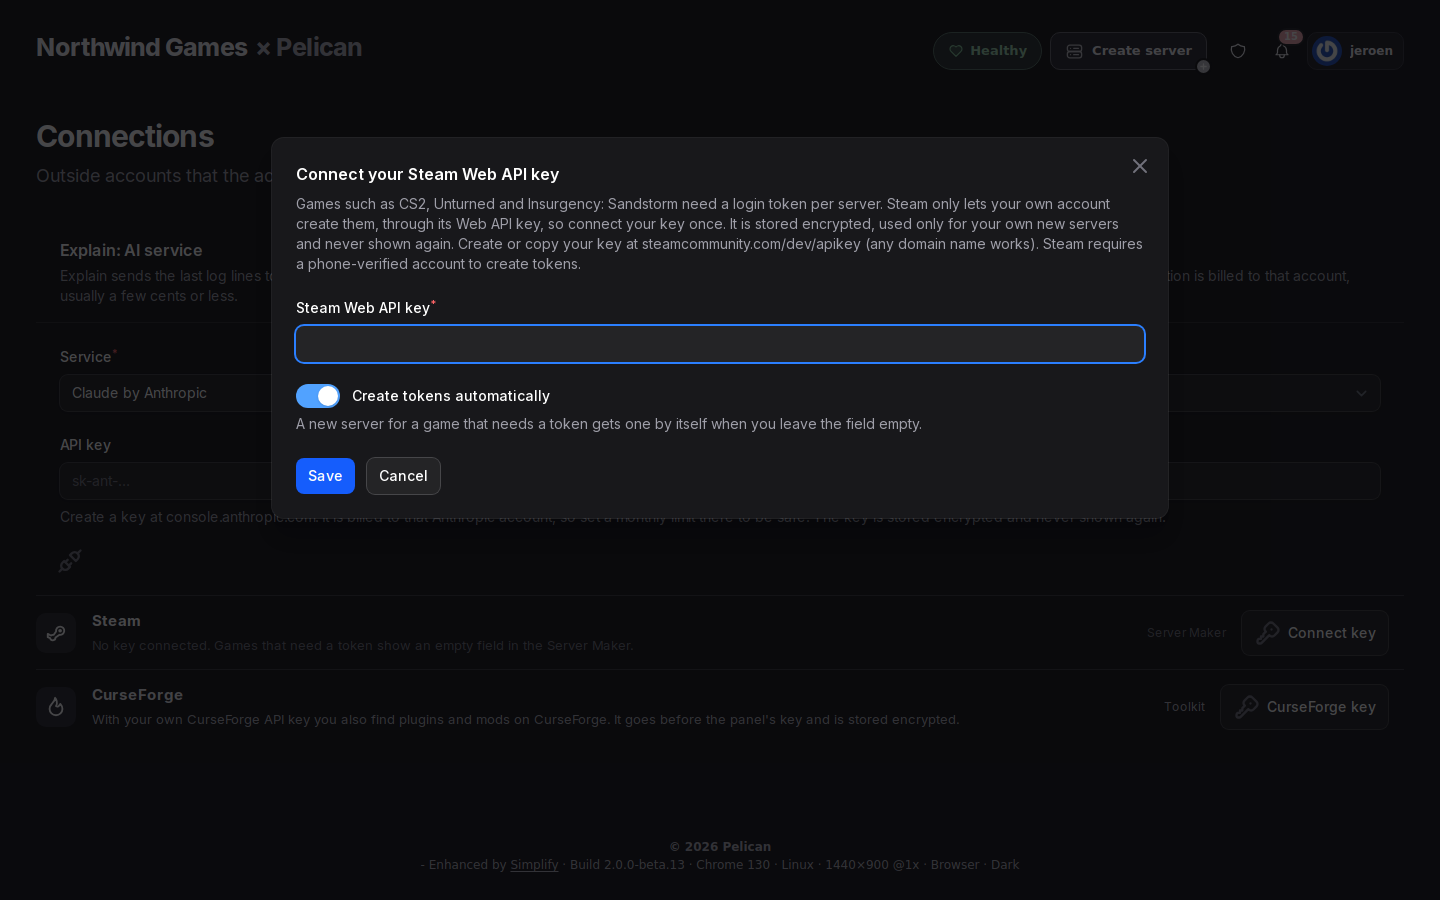 Northwind Games × Pelican
Healthy
Create server
15
jeroen
Connections
Outside accounts that the ac
Connect your Steam Web API key
Games such as CS2, Unturned and Insurgency: Sandstorm need a login token per server. Steam only lets your own account
create them, through its Web API key, so connect your key once. It is stored encrypted, used only for your own new servers
and never shown again. Create or copy your key at steamcommunity.com/dev/apikey (any domain name works). Steam requires
a phone-verified account to create tokens.
Steam Web API key*
Create tokens automatically
A new server for a game that needs a token gets one by itself when you leave the field empty.
Save
Cancel
Explain: AI service
Explain sends the last log lines to
tion is billed to that account,
usually a few cents or less.
Service*
Claude by Anthropic
API key
sk-ant-...
Create a key at console.anthropic.com. It is billed to that Anthropic account, so set a monthly limit there to be safe. The key is stored encrypted and never shown again.
Steam
No key connected. Games that need a token show an empty field in the Server Maker.
Server Maker
Connect key
CurseForge
With your own CurseForge API key you also find plugins and mods on CurseForge. It goes before the panel's key and is stored encrypted.
Toolkit
CurseForge key
© 2026 Pelican
- Enhanced by Simplify · Build 2.0.0-beta.13 · Chrome 130 · Linux · 1440×900 @1x · Browser · Dark